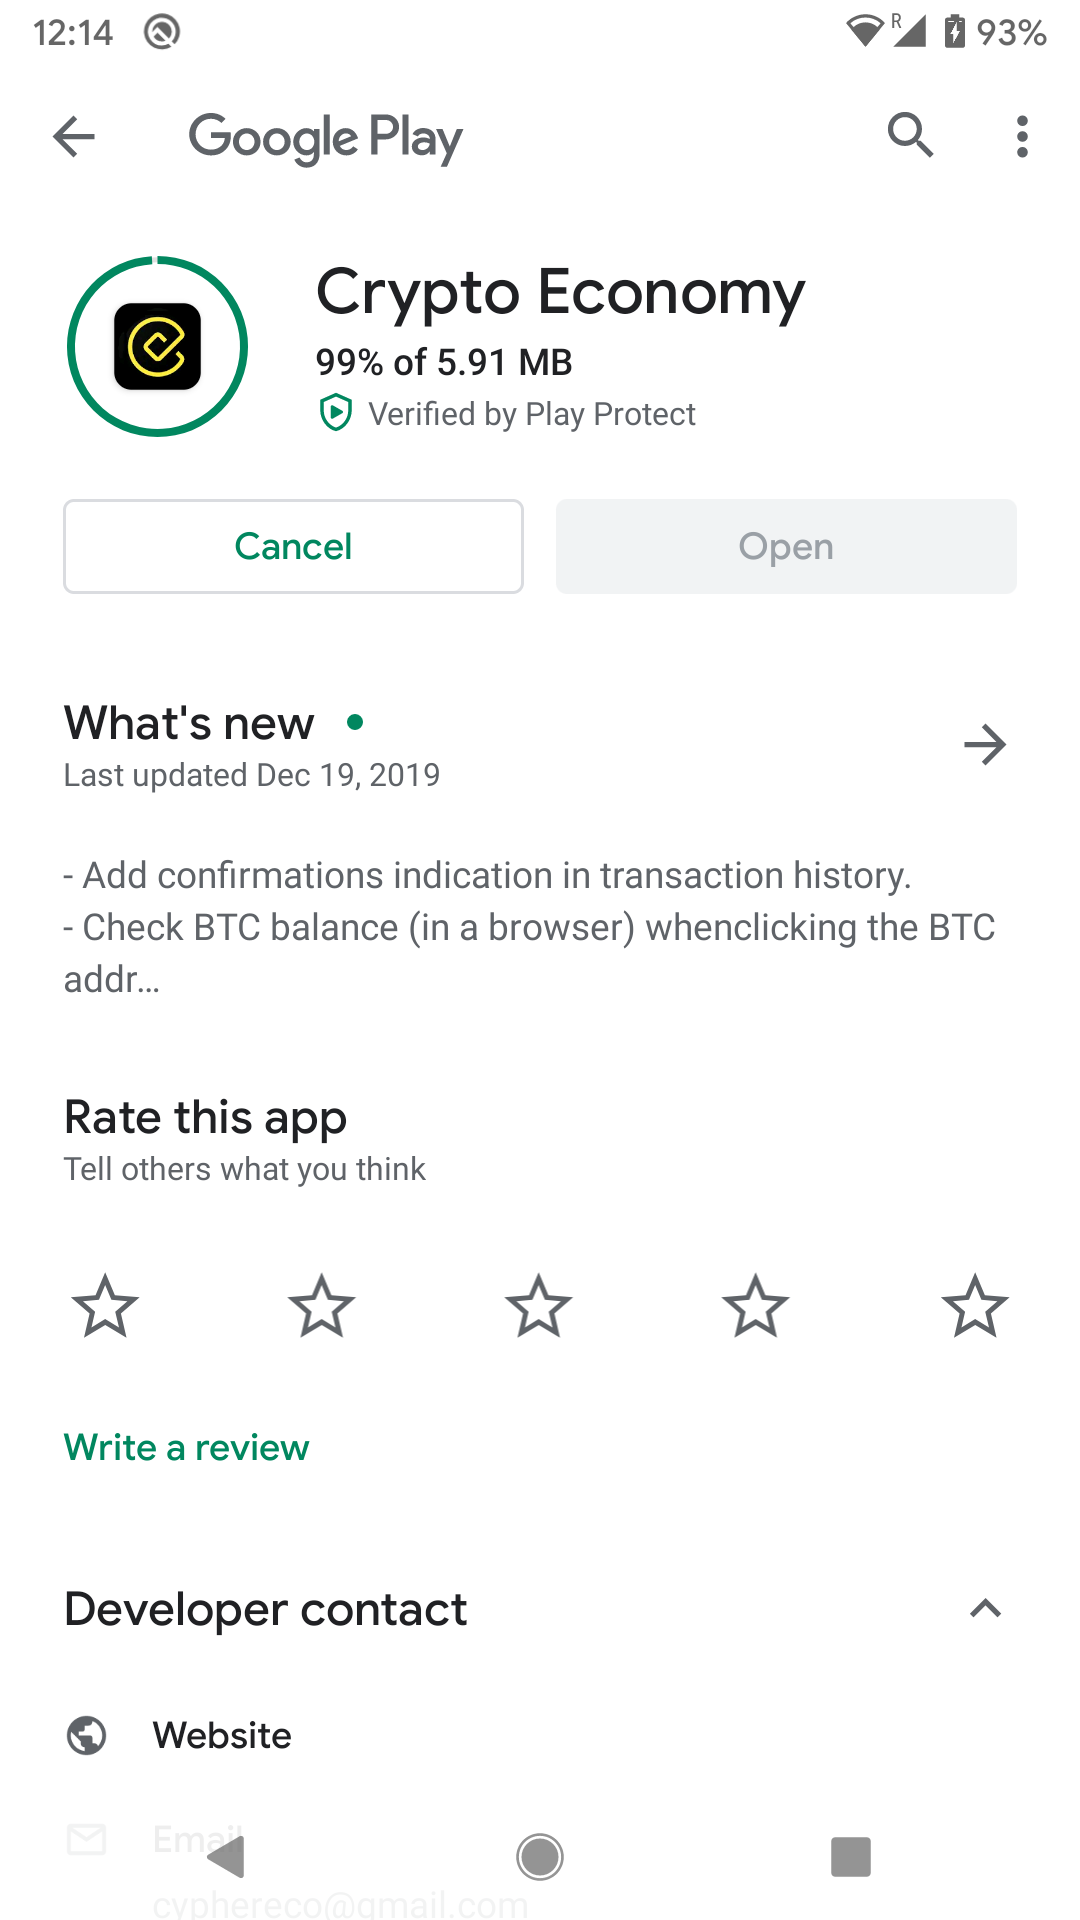 12:14
R
93%
Google Play
Crypto Economy
99% of 5.91 MB
Verified by Play Protect
Cancel
Open
What's new
Last updated Dec 19, 2019
- Add confirmations indication in transaction history.
- Check BTC balance (in a browser) whenclicking the BTC
addr...
Rate this app
Tell others what you think
Write a review
Developer contact
Website
Email
cyphereco@gmail.com